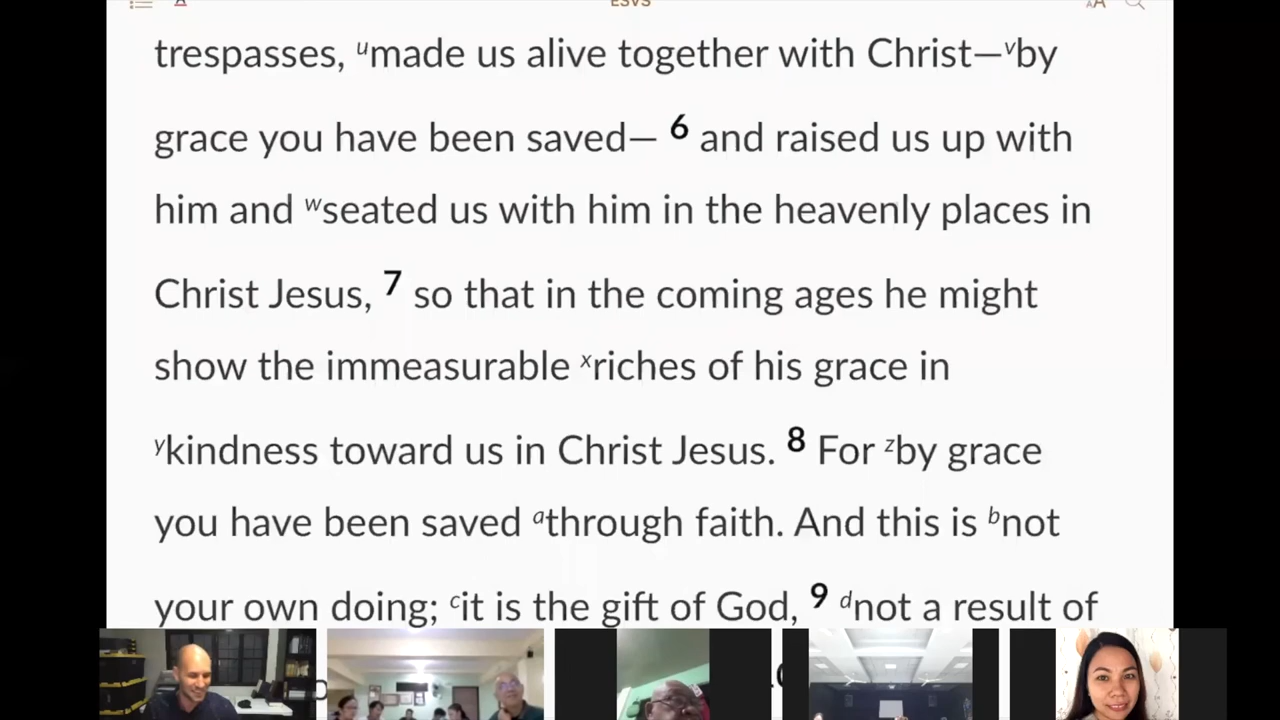 ESVS
A AA
trespasses, umade us alive together with Christ—vby
grace you have been saved— 6 and raised us up with
him and wseated us with him in the heavenly places in
Christ Jesus, 7 so that in the coming ages he might
show the immeasurable xriches of his grace in
ykindness toward us in Christ Jesus. 8 For zby grace
you have been saved athrough faith. And this is bnot
your own doing; cit is the gift of God, 9 dnot a result of